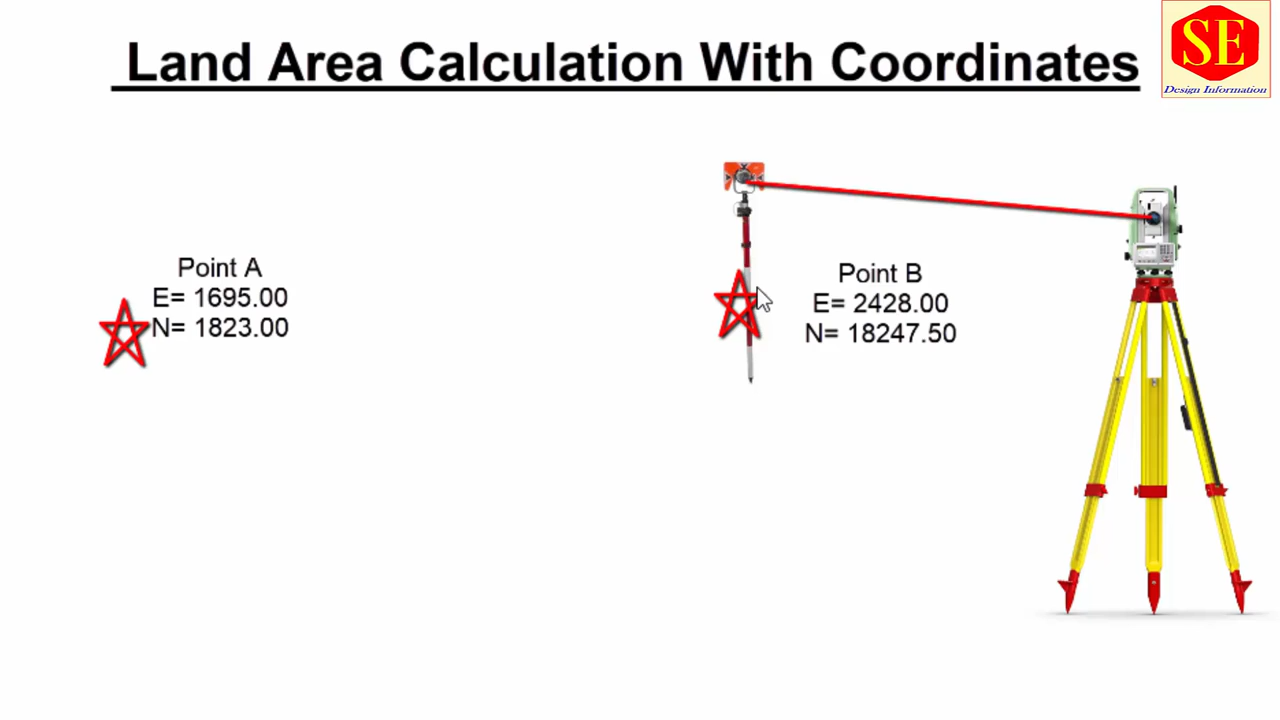 Land Area Calculation With Coordinates
SE
Design Information
Point A
E= 1695.00
N= 1823.00
Point B
E= 2428.00
N= 18247.50